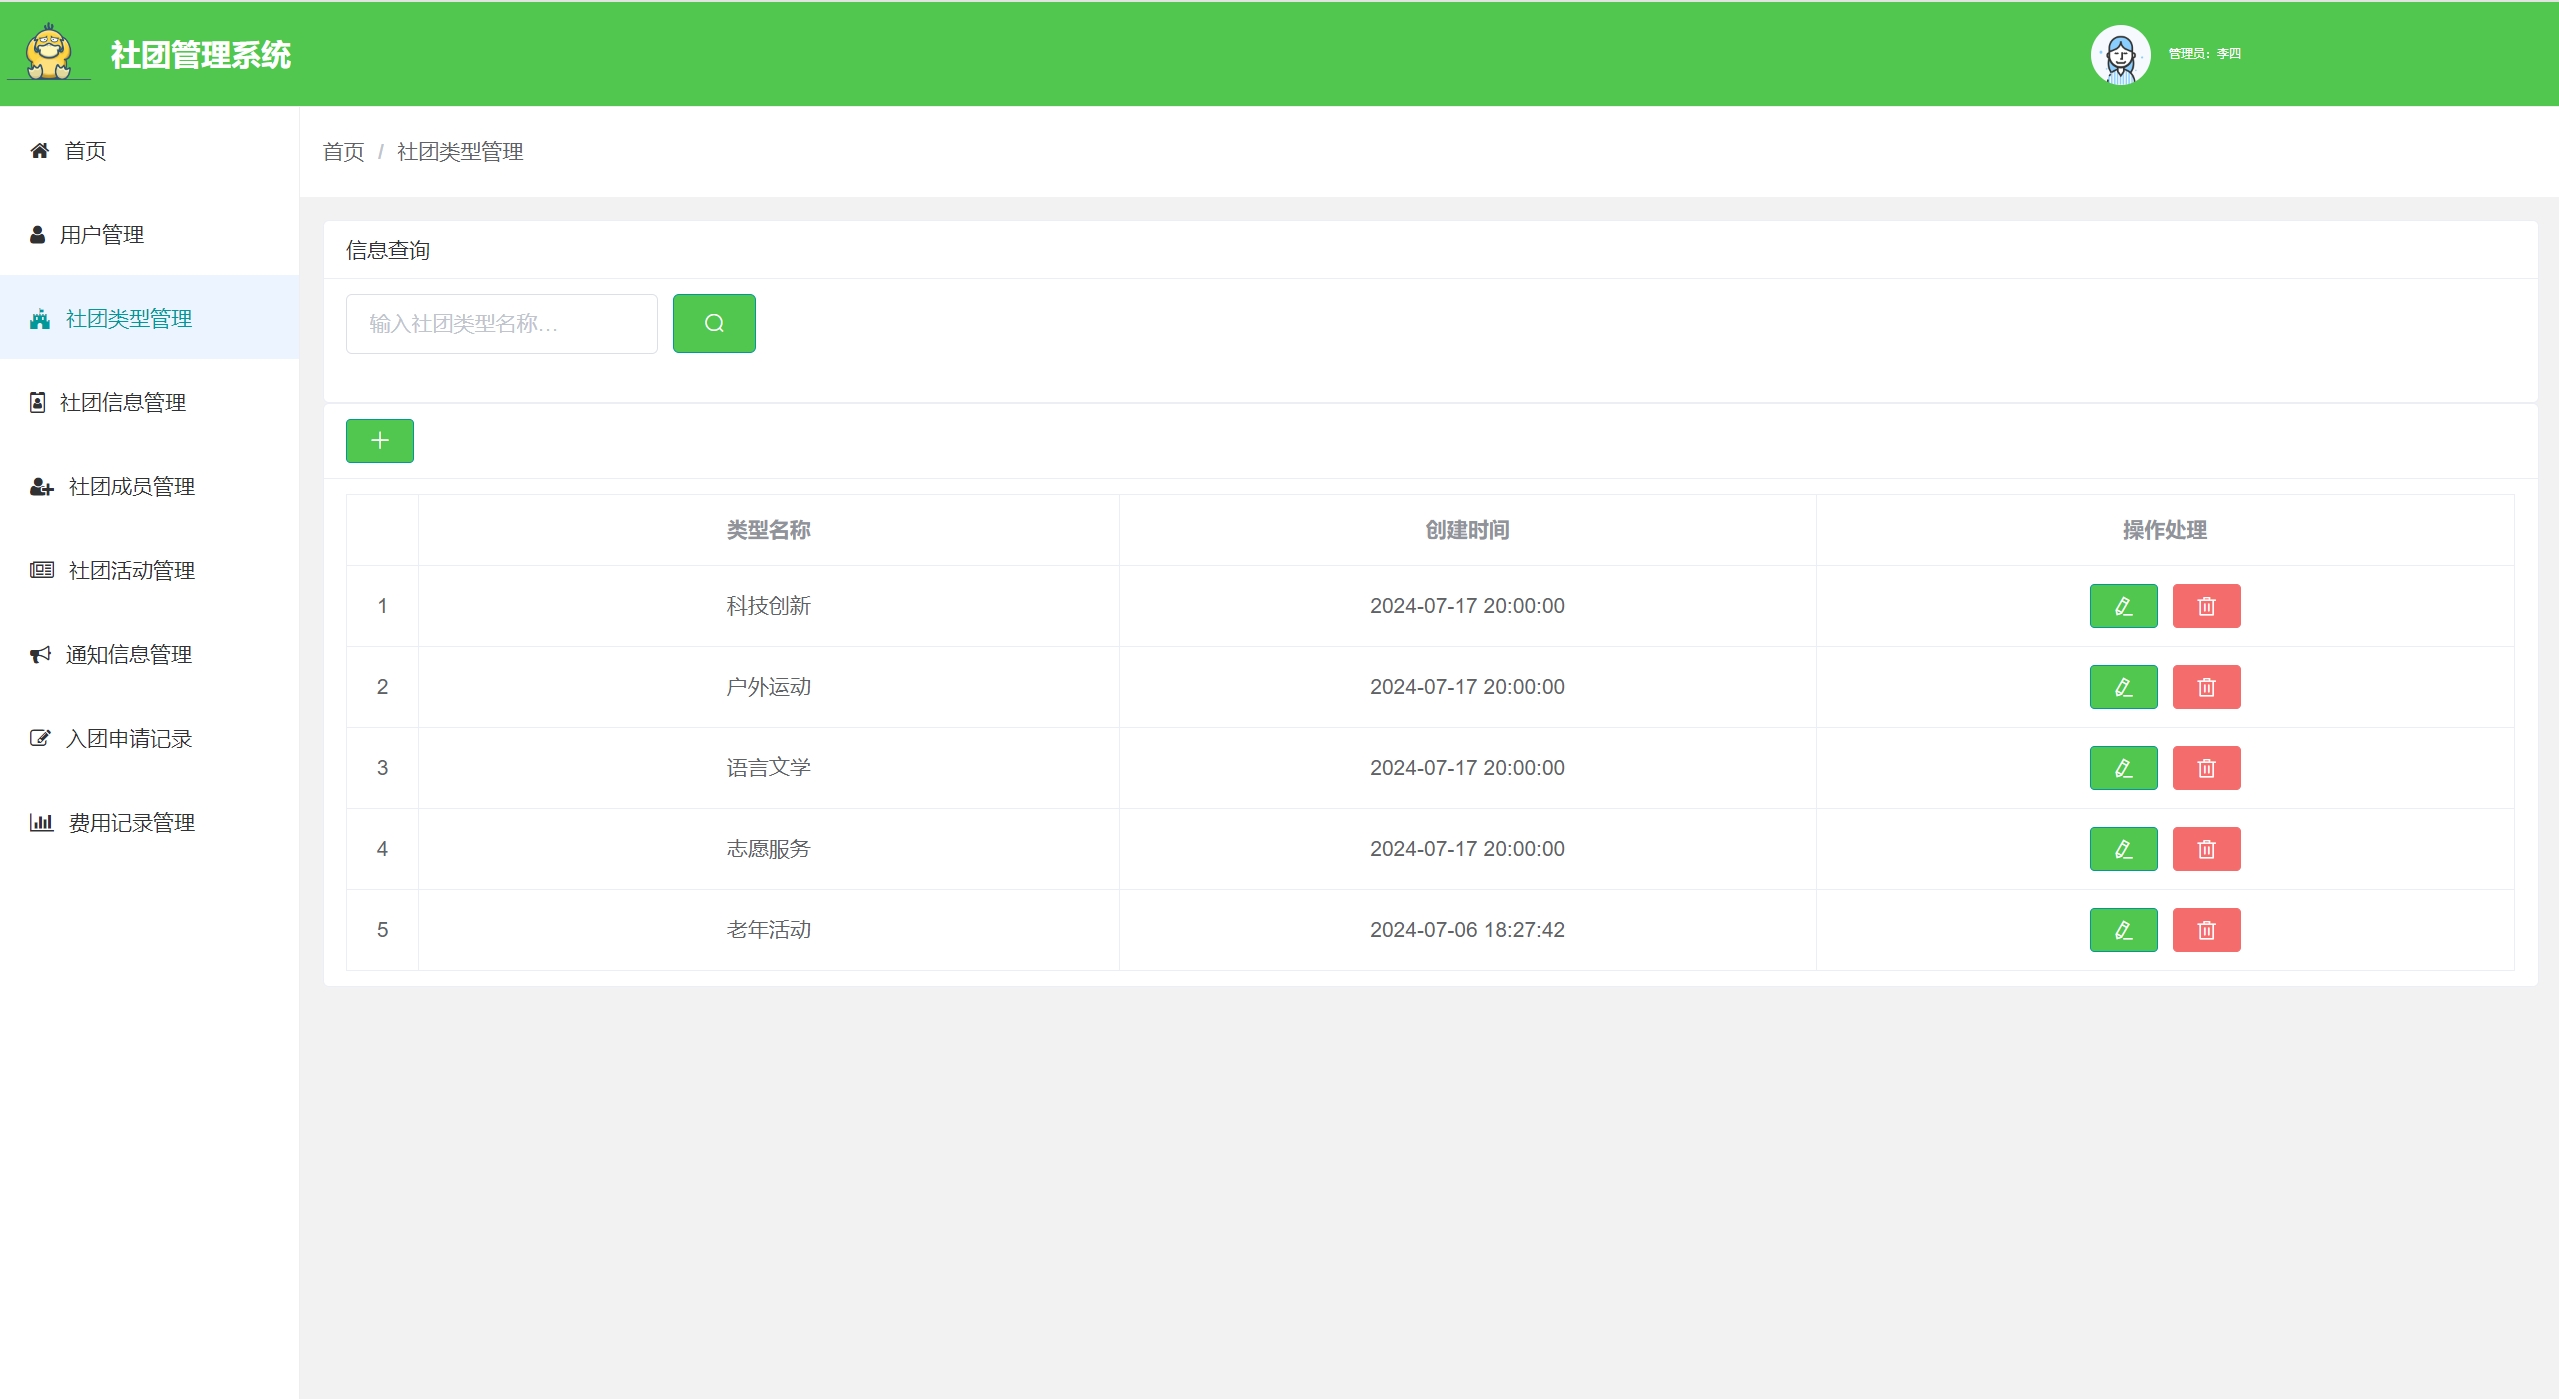 社团管理系统
管理员：李四
首页
用户管理
社团类型管理
社团信息管理
社团成员管理
社团活动管理
通知信息管理
入团申请记录
费用记录管理
首页 / 社团类型管理
信息查询
输入社团类型名称…
类型名称 创建时间 操作处理
1 科技创新 2024-07-17 20:00:00
2 户外运动 2024-07-17 20:00:00
3 语言文学 2024-07-17 20:00:00
4 志愿服务 2024-07-17 20:00:00
5 老年活动 2024-07-06 18:27:42